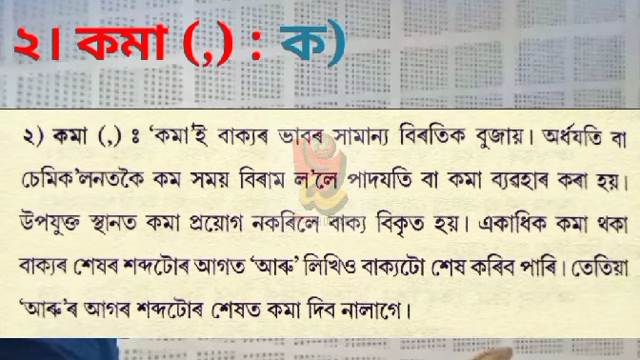 ২। কমা (,) : ক)
২) কমা (,) ঃ ‘কমা’ই বাক্যৰ ভাবৰ সামান্য বিৰতিক বুজায়। অৰ্ধযতি বা
চেমিক’লনতকৈ কম সময় বিৰাম ল’লে পাদযতি বা কমা ব্যৱহাৰ কৰা হয়।
উপযুক্ত স্থানত কমা প্ৰয়োগ নকৰিলে বাক্য বিকৃত হয়। একাধিক কমা থকা
বাক্যৰ শেষৰ শব্দটোৰ আগত ‘আৰু’ লিখিও বাক্যটো শেষ কৰিব পাৰি। তেতিয়া
‘আৰু’ৰ আগৰ শব্দটোৰ শেষত কমা দিব নালাগে।